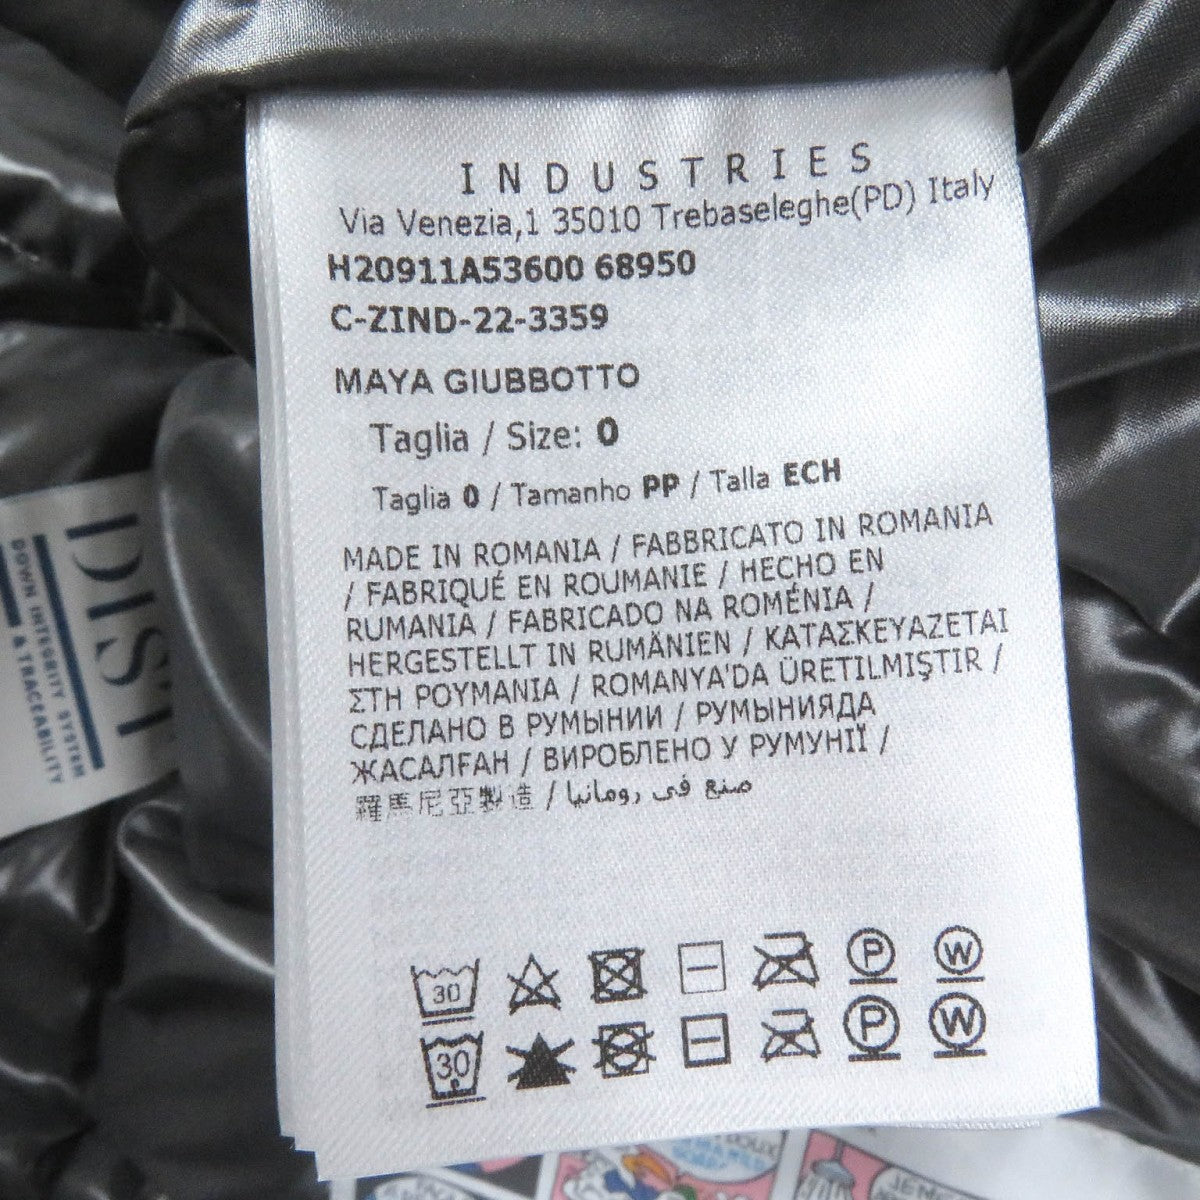 INDUSTRIES
Via Venezia,1 35010 Trebaseleghe(PD) Italy
H20911A53600 68950
C-ZIND-22-3359
MAYA GIUBBOTTO
Taglia / Size: 0
Taglia 0 / Tamanho PP / Talla ECH
MADE IN ROMANIA / FABBRICATO IN ROMANIA
/ FABRIQUÉ EN ROUMANIE / HECHO EN
RUMANIA / FABRICADO NA ROMÉNIA /
HERGESTELLT IN RUMÄNIEN / ΚΑΤΑΣΚΕΥΑΖΕΤΑΙ
ΣΤΗ ΡΟΥΜΑΝΙΑ / ROMANYA'DA ÜRETILMIŞTIR /
СДЕЛАНО В РУМЫНИИ / РУМЫНИЯДА
ЖАСАЛҒАН / ВИРОБЛЕНО У РУМУНІЇ /
羅馬尼亞製造 / صنع في رومانيا
30 P W
30 P W
DIST
DOWN INTEGRITY SYSTEM
& TRACEABILITY